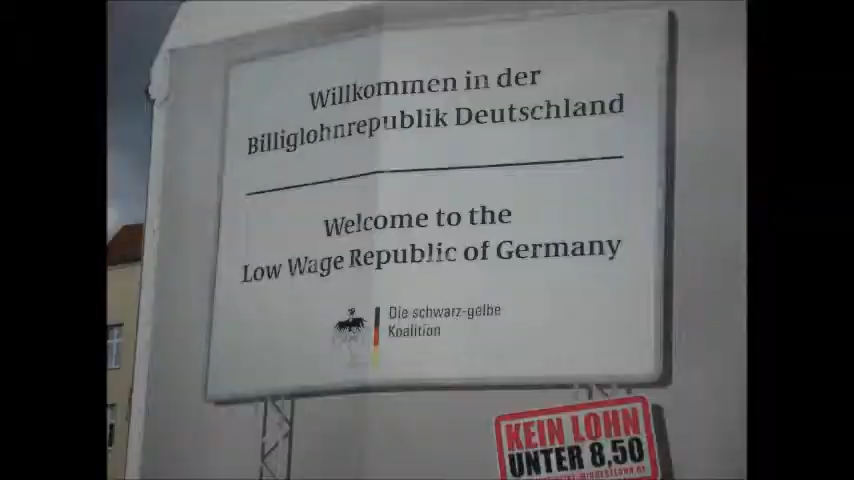 Willkommen in der
Billiglohnrepublik Deutschland
Welcome to the
Low Wage Republic of Germany
Die schwarz-gelbe
Koalition
KEIN LOHN
UNTER 8,50